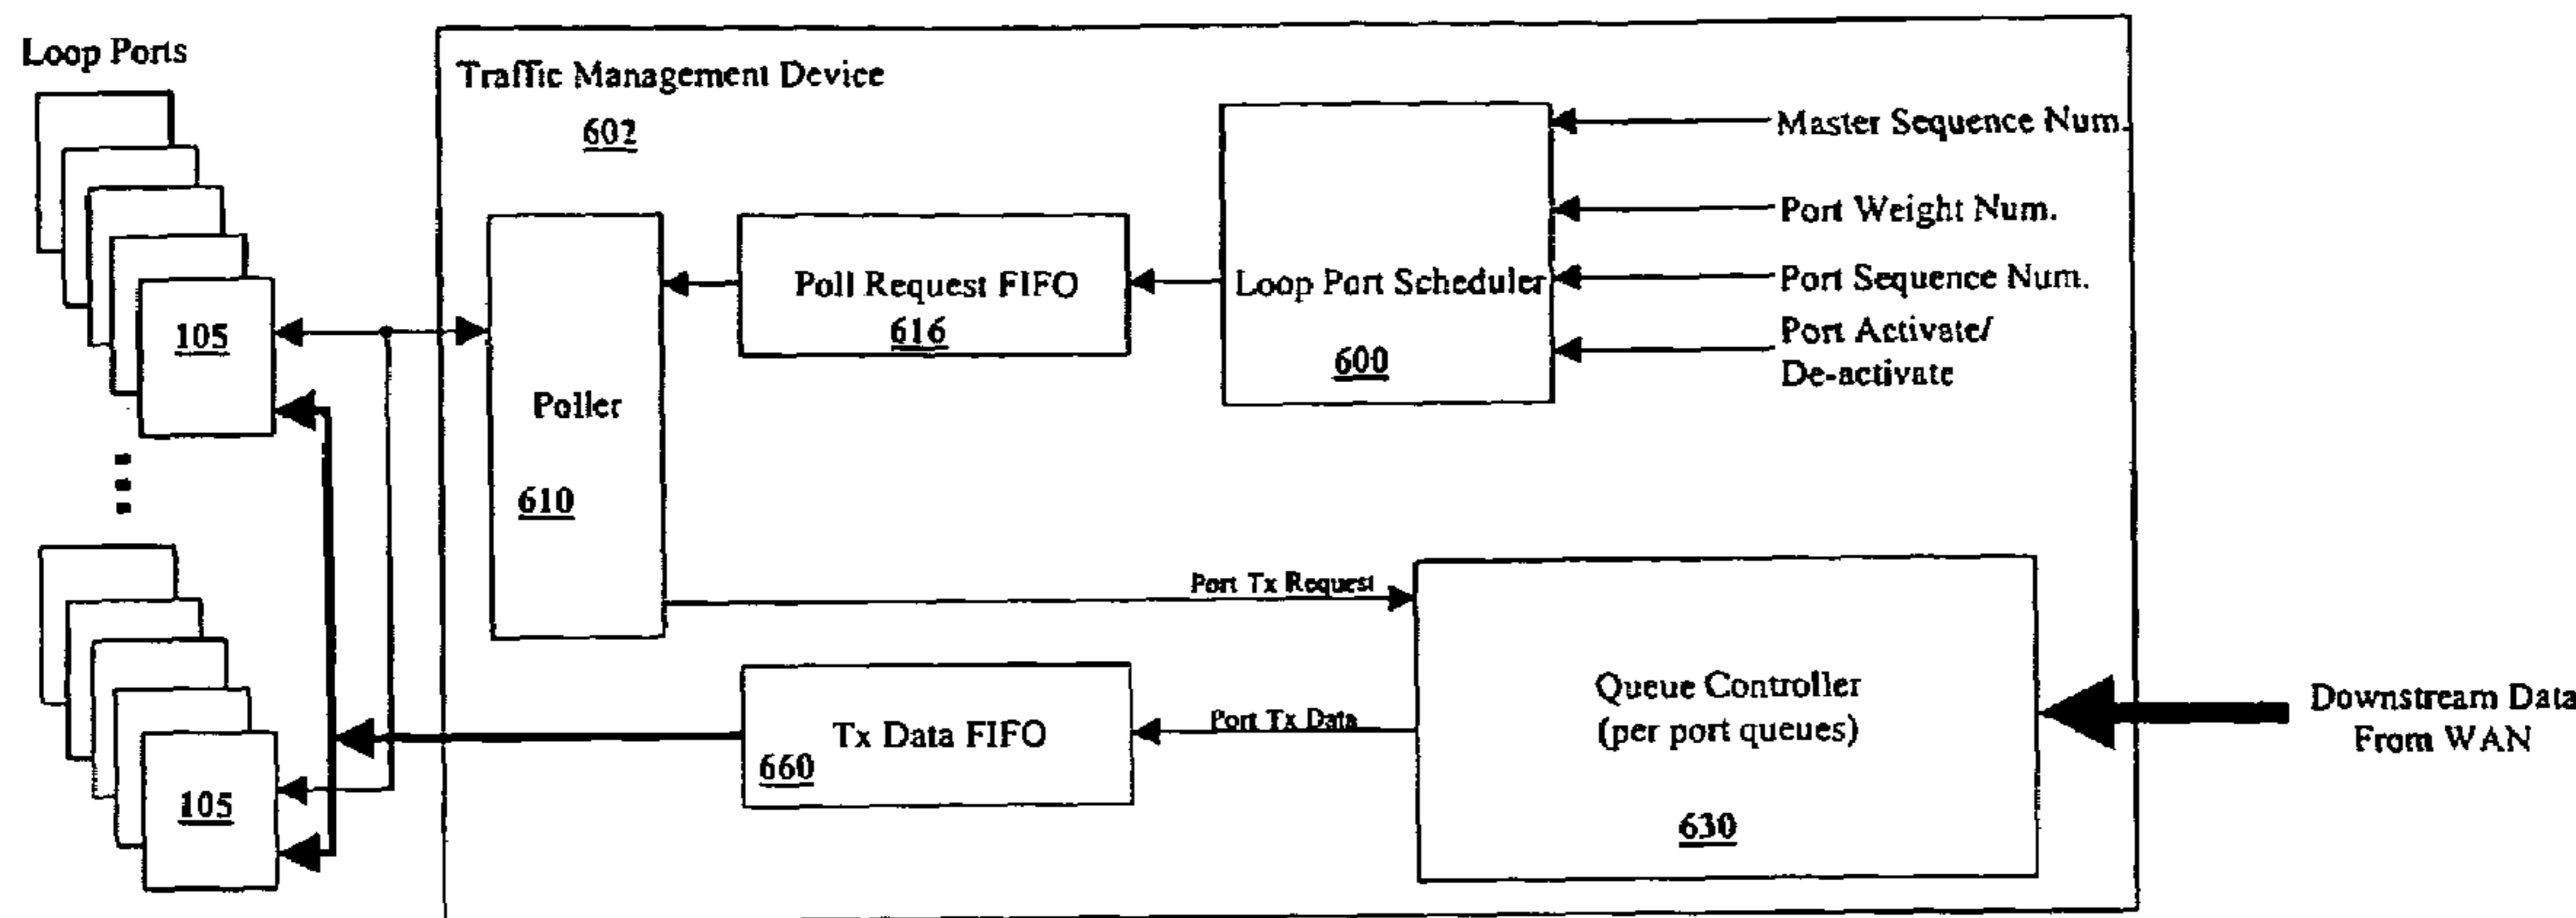 Loop Ports
Traffic Management Device
602
Master Sequence Num.
Port Weight Num.
Port Sequence Num.
Port Activate/
De-activate
Loop Port Scheduler
600
Poll Request FIFO
616
105
Poller
610
Port Tx Request
Queue Controller
(per port queues)
630
Port Tx Data
Tx Data FIFO
660
105
Downstream Data
From WAN